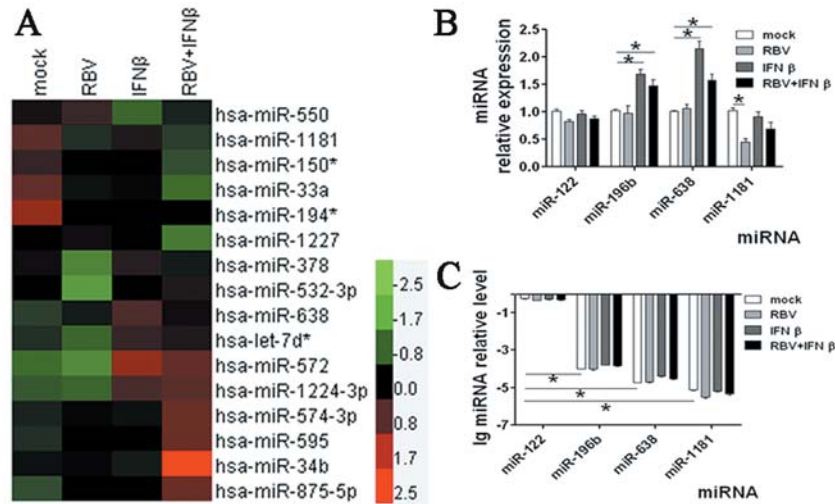 A
mock
RBV
IFNβ
RBV+IFNβ
hsa-miR-550
hsa-miR-1181
hsa-miR-150*
hsa-miR-33a
hsa-miR-194*
hsa-miR-1227
hsa-miR-378
hsa-miR-532-3p
hsa-miR-638
hsa-let-7d*
hsa-miR-572
hsa-miR-1224-3p
hsa-miR-574-3p
hsa-miR-595
hsa-miR-34b
hsa-miR-875-5p
-2.5
-1.7
-0.8
0.0
0.8
1.7
2.5
B
miRNA
relative expression
2.5
2.0
1.5
1.0
0.5
0.0
* * * * *
mock
RBV
IFN β
RBV+IFN β
miR-122
miR-196b
miR-638
miR-1181
miRNA
C
lg miRNA relative level
-1
-3
-5
-7
* * *
mock
RBV
IFN β
RBV+IFN β
miR-122
miR-196b
miR-638
miR-1181
miRNA